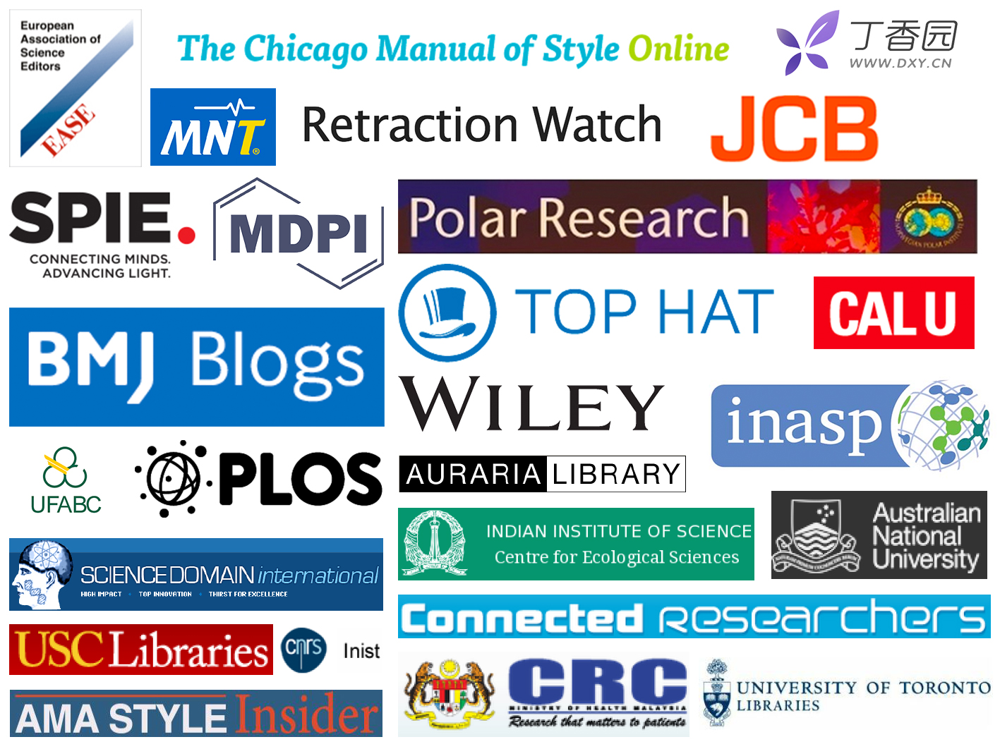 European
Association of
Science
Editors
EASE
The Chicago Manual of Style Online
丁香园
WWW.DXY.CN
MNT®
Retraction Watch
JCB
SPIE.
CONNECTING MINDS.
ADVANCING LIGHT.
MDPI
Polar Research
NORWEGIAN POLAR INSTITUTE
TOP HAT
CAL U
BMJ Blogs
WILEY
inasp
UFABC
PLOS
AURARIA LIBRARY
INDIAN INSTITUTE OF SCIENCE
Centre for Ecological Sciences
Australian
National
University
SCIENCEDOMAIN international
HIGH IMPACT • TOP INNOVATION • THIRST FOR EXCELLENCE
Connected Researchers
USC Libraries
cnrs
Inist
CRC
MINISTRY OF HEALTH MALAYSIA
Research that matters to patients
UNIVERSITY OF TORONTO
LIBRARIES
AMA STYLE Insider